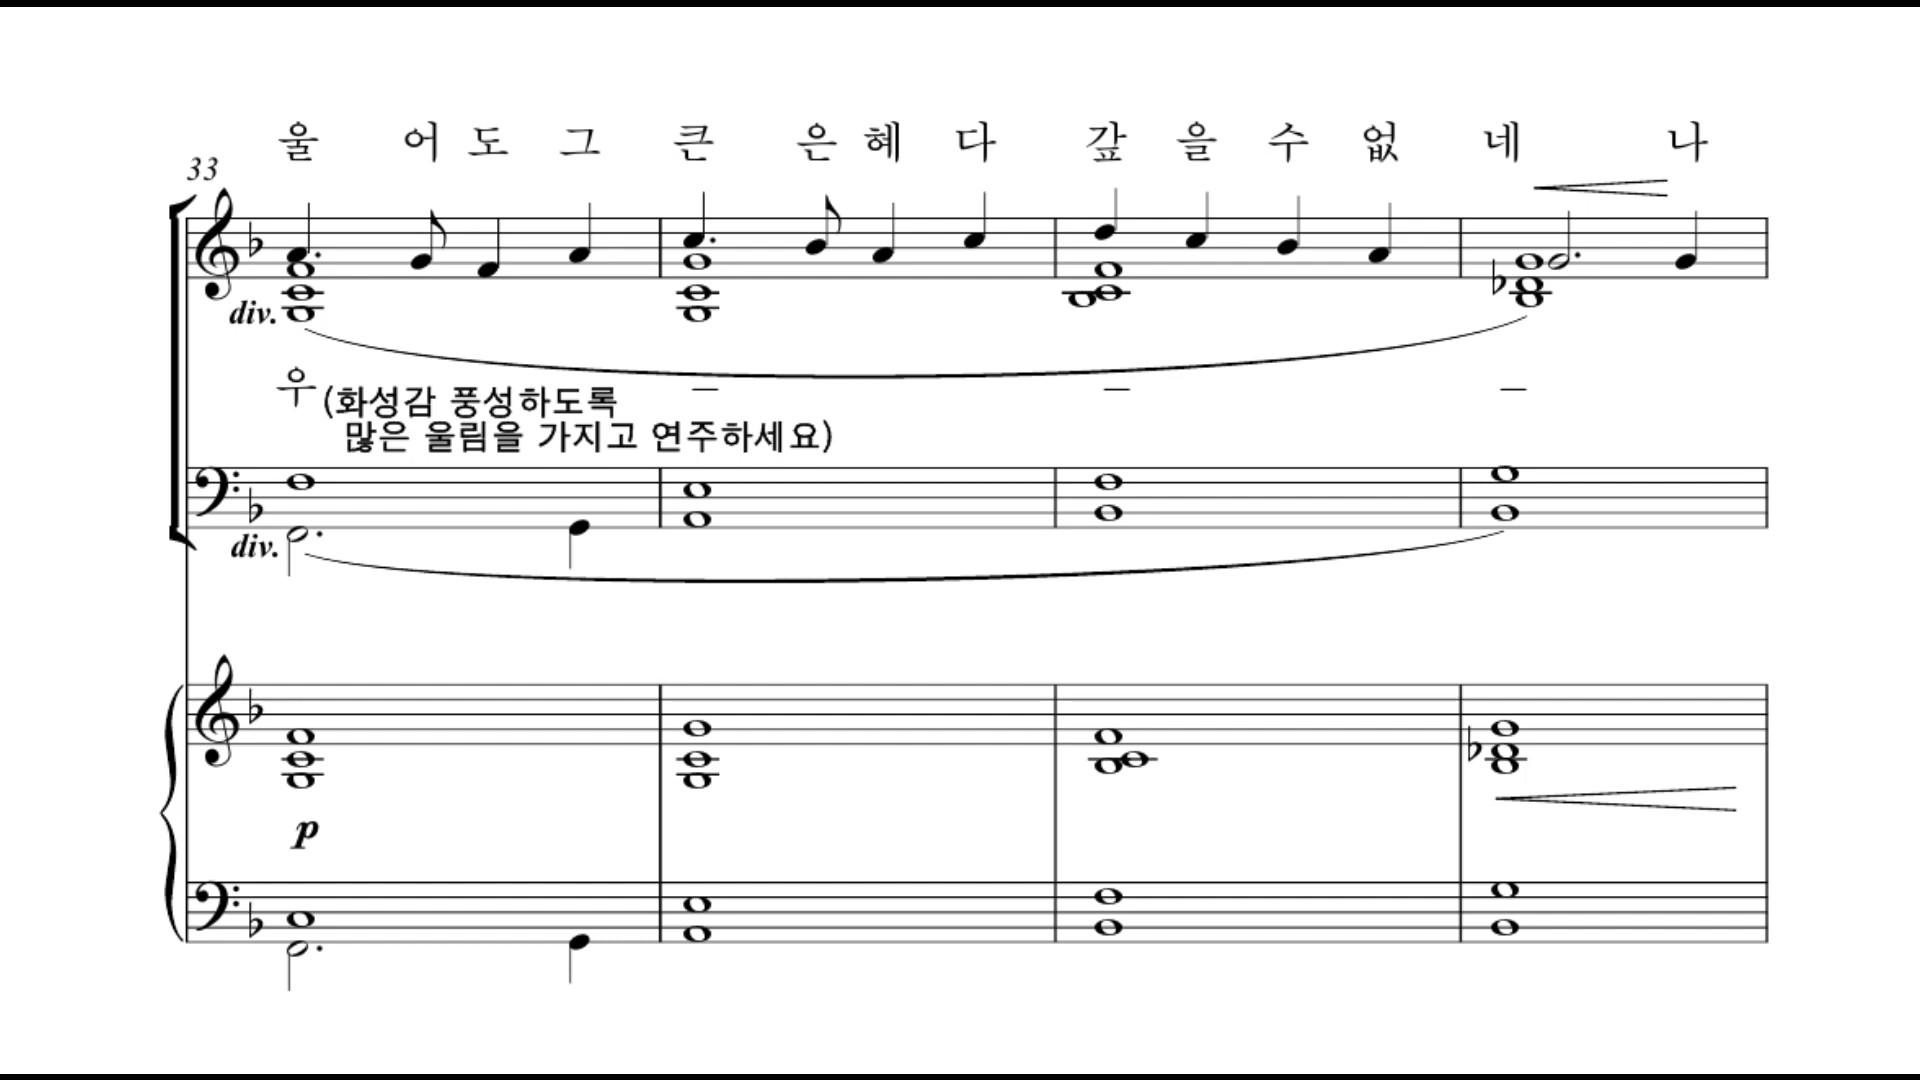 울 어 도 그 큰 은 혜 다 갚 을 수 없 네 나
33
div.
우 (화성감 풍성하도록
많은 울림을 가지고 연주하세요)
div.
p